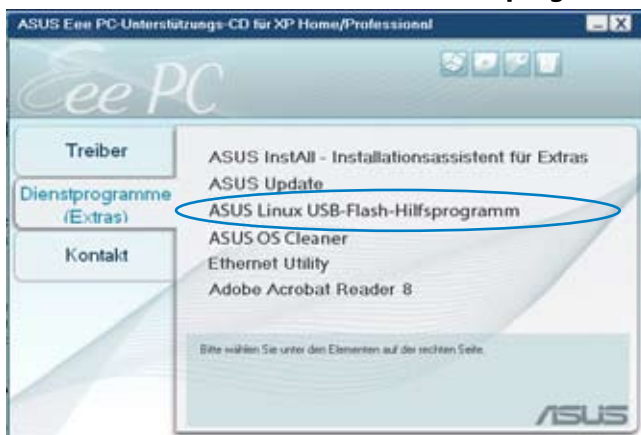 ASUS Eee PC-Unterstützungs-CD für XP Home/Professional
Eee PC
Treiber
Dienstprogramme
(Extras)
Kontakt
ASUS InstAll - Installationsassistent für Extras
ASUS Update
ASUS Linux USB-Flash-Hilfsprogramm
ASUS OS Cleaner
Ethernet Utility
Adobe Acrobat Reader 8
Bitte wählen Sie unter den Elementen auf der rechten Seite.
ASUS